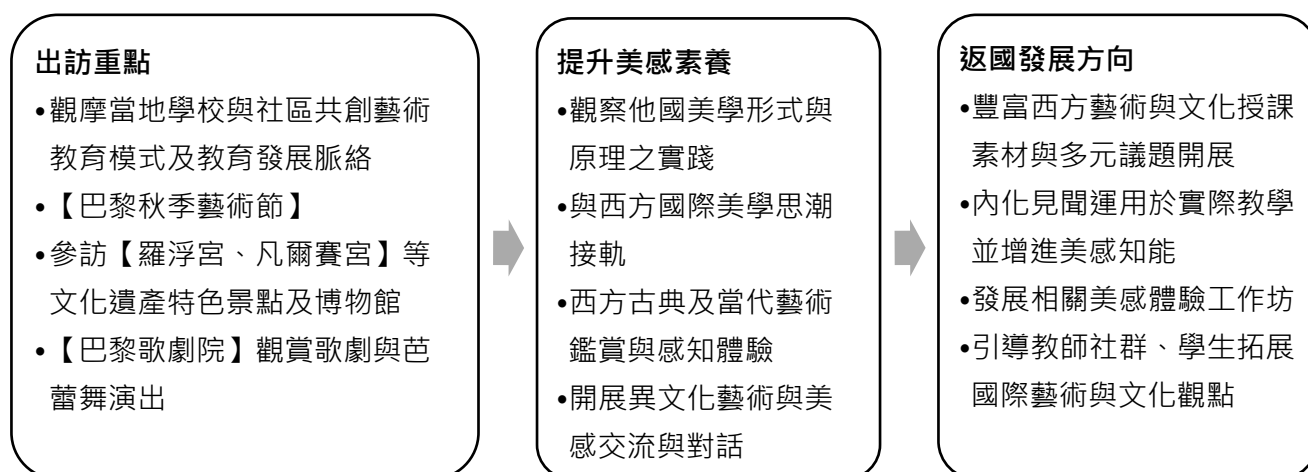 出訪重點
•觀摩當地學校與社區共創藝術
教育模式及教育發展脈絡
•【巴黎秋季藝術節】
•參訪【羅浮宮、凡爾賽宮】等
文化遺產特色景點及博物館
•【巴黎歌劇院】觀賞歌劇與芭
蕾舞演出
提升美感素養
•觀察他國美學形式與
原理之實踐
•與西方國際美學思潮
接軌
•西方古典及當代藝術
鑑賞與感知體驗
•開展異文化藝術與美
感交流與對話
返國發展方向
•豐富西方藝術與文化授課
素材與多元議題開展
•內化見聞運用於實際教學
並增進美感知能
•發展相關美感體驗工作坊
•引導教師社群、學生拓展
國際藝術與文化觀點